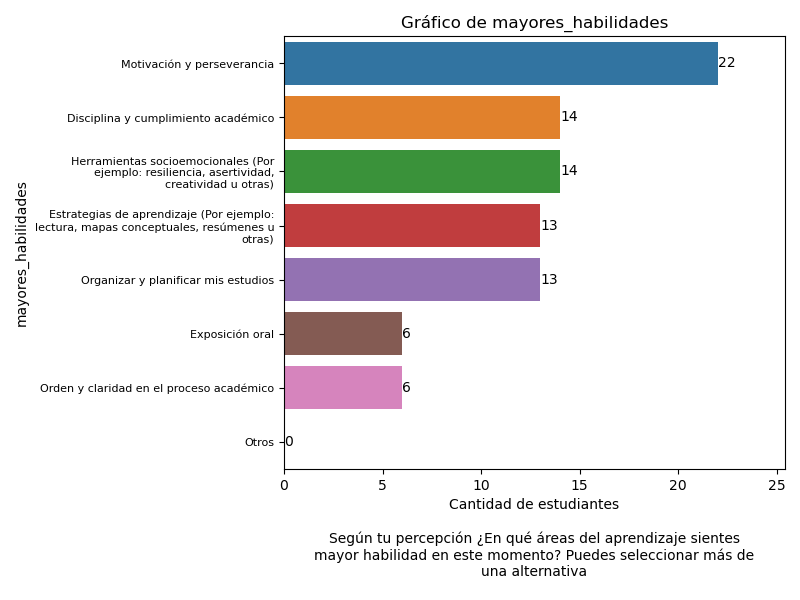 Gráfico de mayores_habilidades
mayores_habilidades
Motivación y perseverancia
22
Disciplina y cumplimiento académico
14
Herramientas socioemocionales (Por
ejemplo: resiliencia, asertividad,
creatividad u otras)
14
Estrategias de aprendizaje (Por ejemplo:
lectura, mapas conceptuales, resúmenes u
otras)
13
Organizar y planificar mis estudios
13
Exposición oral
6
Orden y claridad en el proceso académico
6
Otros
0
0 5 10 15 20 25
Cantidad de estudiantes
Según tu percepción ¿En qué áreas del aprendizaje sientes
mayor habilidad en este momento? Puedes seleccionar más de
una alternativa